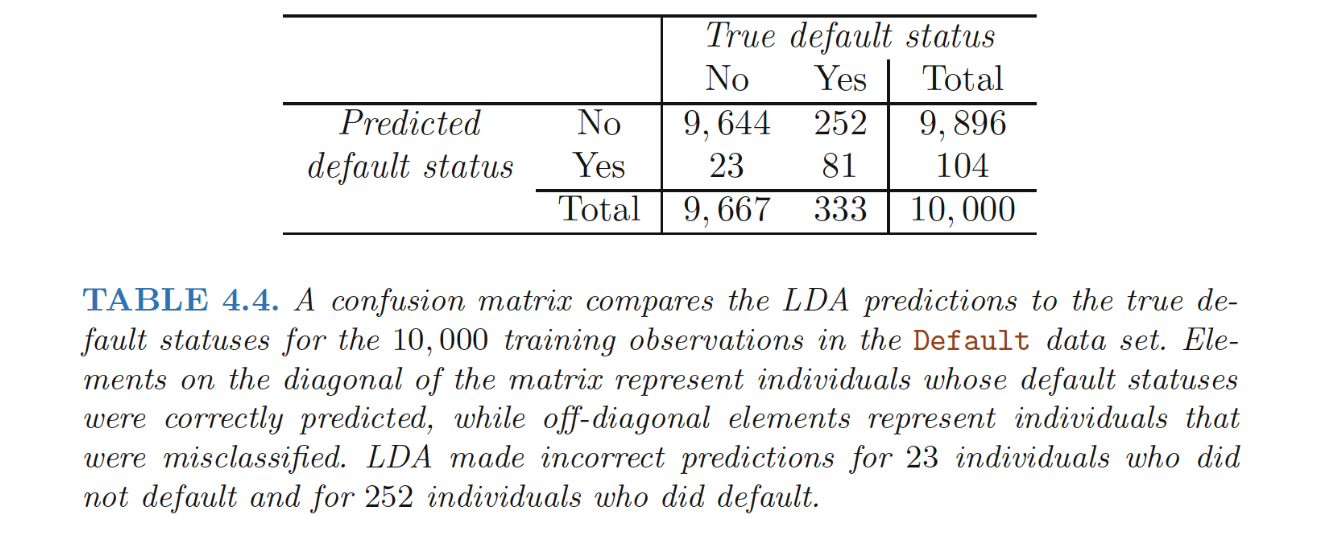 True default status
No Yes Total
Predicted No 9, 644 252 9, 896
default status Yes 23 81 104
Total 9, 667 333 10, 000
TABLE 4.4. A confusion matrix compares the LDA predictions to the true de-
fault statuses for the 10, 000 training observations in the Default data set. Ele-
ments on the diagonal of the matrix represent individuals whose default statuses
were correctly predicted, while off-diagonal elements represent individuals that
were misclassified. LDA made incorrect predictions for 23 individuals who did
not default and for 252 individuals who did default.